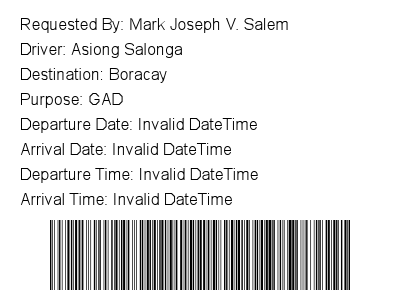 Requested By: Mark Joseph V. Salem
Driver: Asiong Salonga
Destination: Boracay
Purpose: GAD
Departure Date: Invalid DateTime
Arrival Date: Invalid DateTime
Departure Time: Invalid DateTime
Arrival Time: Invalid DateTime